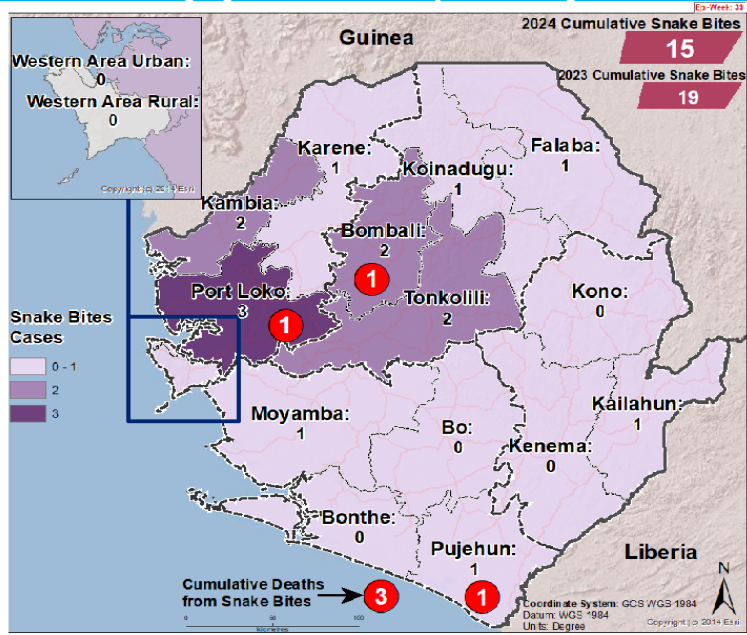 Epi-Week: 39
2024 Cumulative Snake Bites
15
2023 Cumulative Snake Bites
19
Guinea
Western Area Urban:
0
Western Area Rural:
0
Copyright:(c) 2014 Esri
Karene:
1
Koinadugu:
1
Falaba:
1
Kambia:
2
Bombali:
2
1
Port Loko:
3
1
Tonkolili:
2
Kono:
0
Snake Bites
Cases
0 - 1
2
3
Moyamba:
1
Bo:
0
Kenema:
0
Kailahun:
1
Bonthe:
0
Pujehun:
1
1
Liberia
Cumulative Deaths
from Snake Bites
3
0
50
100
kilometres
N
Coordinate System: GCS WGS 1984
Datum: WGS 1984
Units: Degree
Copyright:(c) 2014 Esri